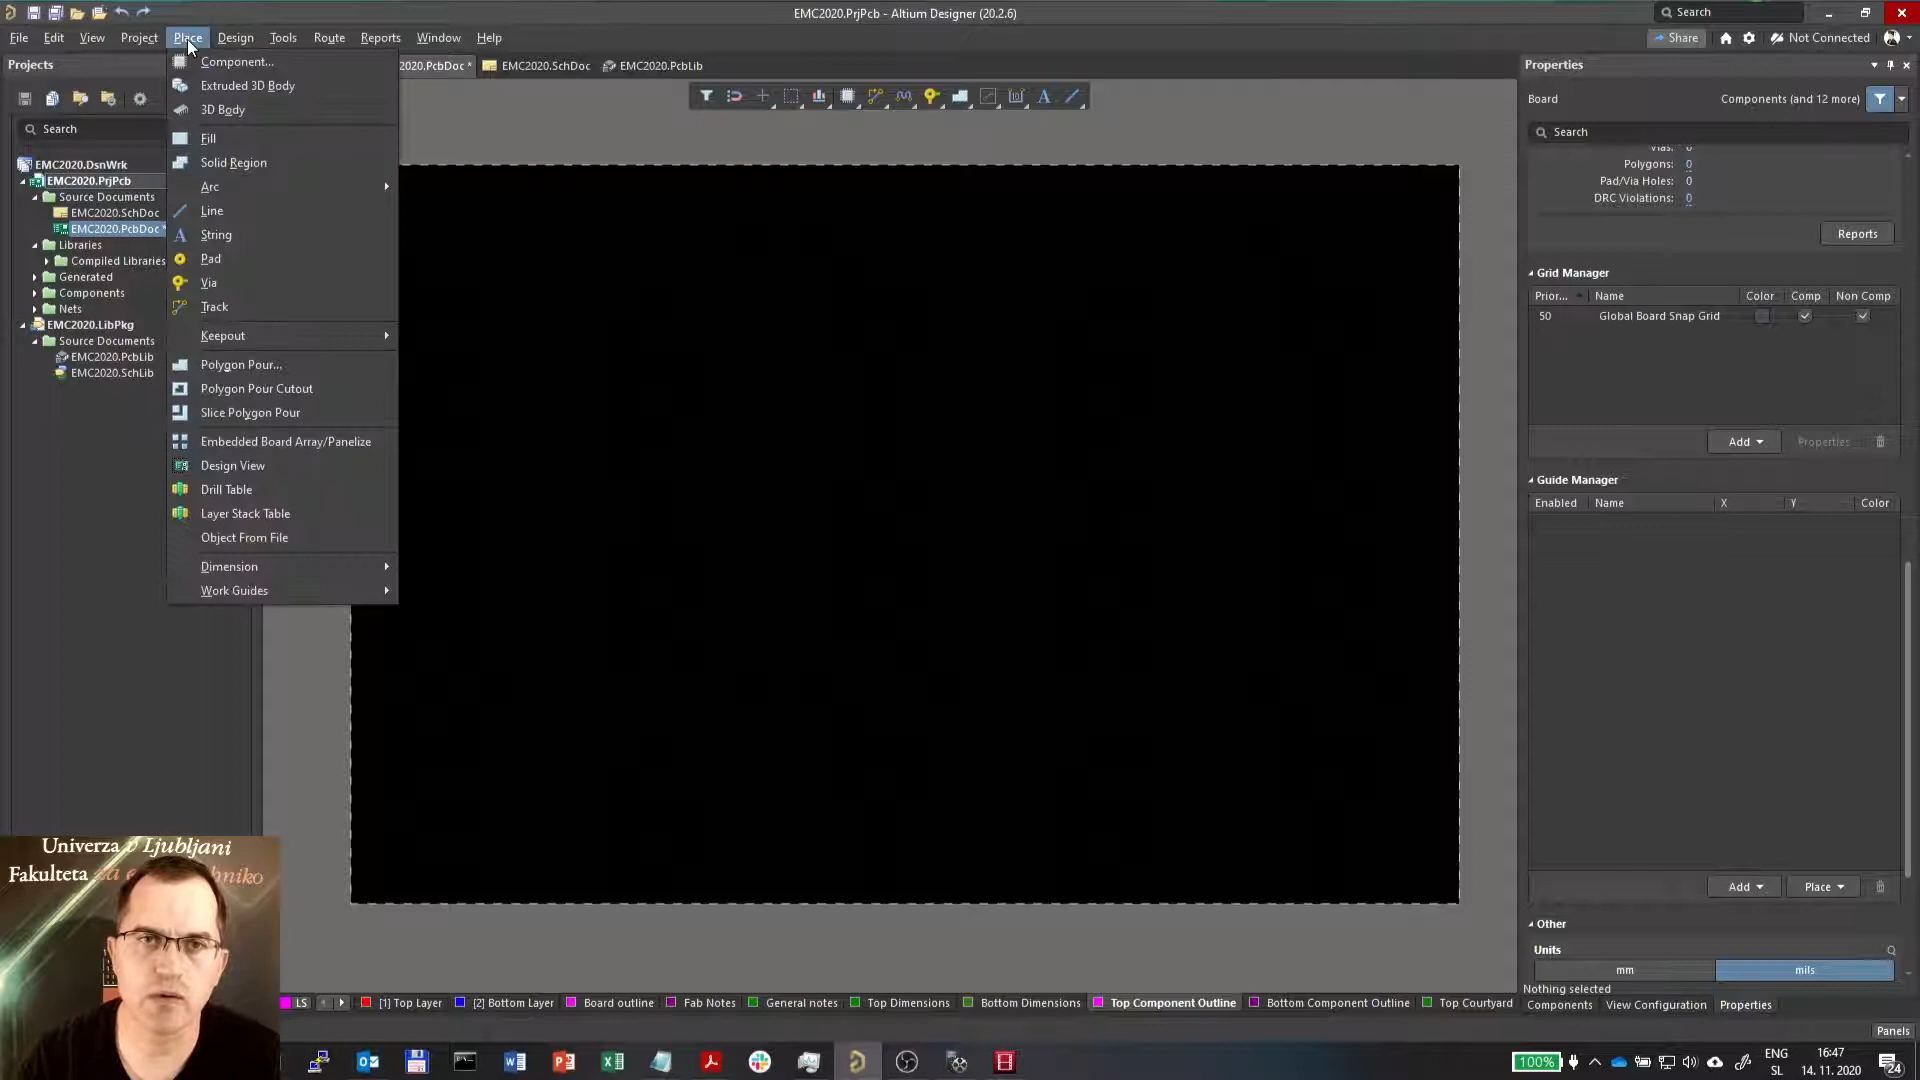 EMC2020.PrjPcb - Altium Designer (20.2.6)
Search
File Edit View Project Place Design Tools Route Reports Window Help
Share
Not Connected
Projects
2020.PcbDoc *
EMC2020.SchDoc
EMC2020.PcbLib
Search
EMC2020.DsnWrk
EMC2020.PrjPcb
Source Documents
EMC2020.SchDoc
EMC2020.PcbDoc *
Libraries
Compiled Libraries
Generated
Components
Nets
EMC2020.LibPkg
Source Documents
EMC2020.PcbLib
EMC2020.SchLib
Component...
Extruded 3D Body
3D Body
Fill
Solid Region
Arc
Line
String
Pad
Via
Track
Keepout
Polygon Pour...
Polygon Pour Cutout
Slice Polygon Pour
Embedded Board Array/Panelize
Design View
Drill Table
Layer Stack Table
Object From File
Dimension
Work Guides
Properties
Board
Components (and 12 more)
Search
Vias: 0
Polygons: 0
Pad/Via Holes: 0
DRC Violations: 0
Reports
Grid Manager
Prior... Name Color Comp Non Comp
50 Global Board Snap Grid
Add Properties
Guide Manager
Enabled Name X Y Color
Add Place
Other
Units
mm mils
Nothing selected
Components View Configuration Properties
Panels
LS [1] Top Layer [2] Bottom Layer Board outline Fab Notes General notes Top Dimensions Bottom Dimensions Top Component Outline Bottom Component Outline Top Courtyard
Univerza v Ljubljani
Fakulteta za e hniko
100%
ENG
SL
16:47
14. 11. 2020
24